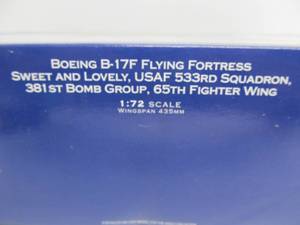 Boeing B-17F Flying Fortress
Sweet and Lovely, USAF 533rd Squadron,
381st Bomb Group, 65th Fighter Wing
1:72 scale
Wingspan 435mm